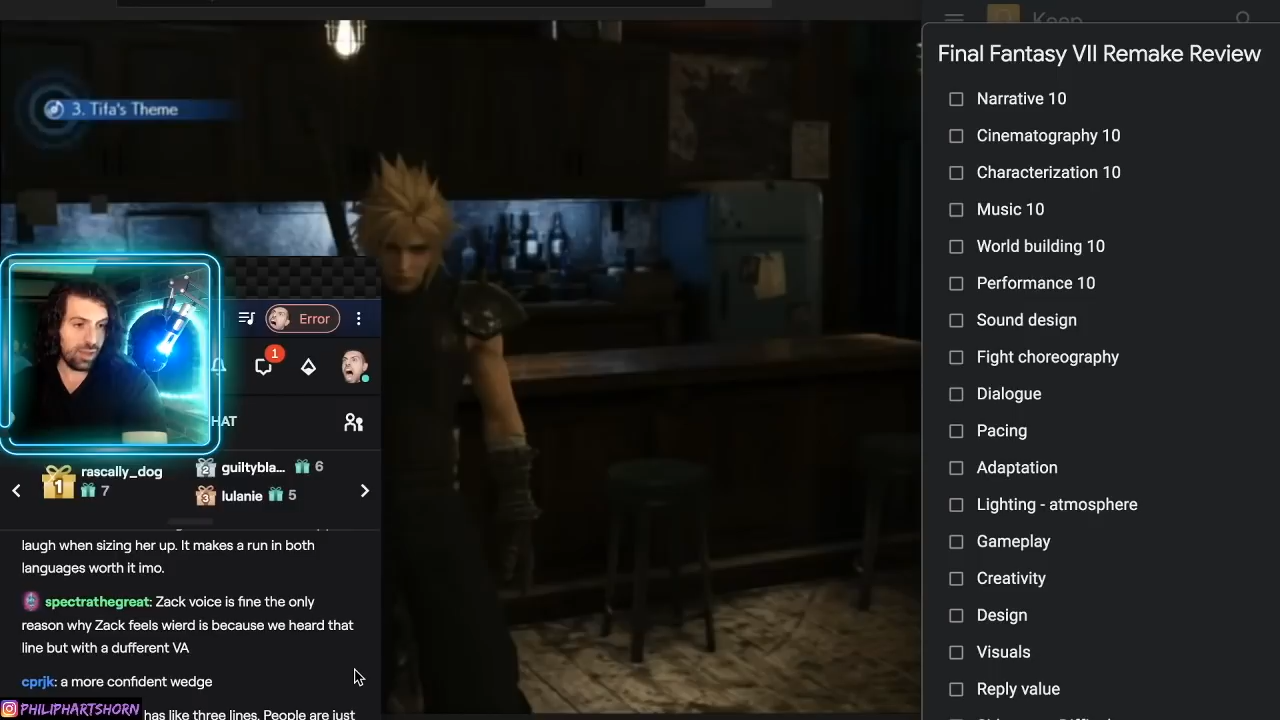 Keep
Final Fantasy VII Remake Review
Narrative 10
Cinematography 10
Characterization 10
Music 10
World building 10
Performance 10
Sound design
Fight choreography
Dialogue
Pacing
Adaptation
Lighting - atmosphere
Gameplay
Creativity
Design
Visuals
Reply value
3. Tifa's Theme
Error
1
HAT
1 rascally_dog 7
2 guiltybla... 6
3 lulanie 5
laugh when sizing her up. It makes a run in both
languages worth it imo.
spectrathegreat: Zack voice is fine the only
reason why Zack feels wierd is because we heard that
line but with a dufferent VA
cprjk: a more confident wedge
has like three lines. People are just
PHILIPHARTSHORN